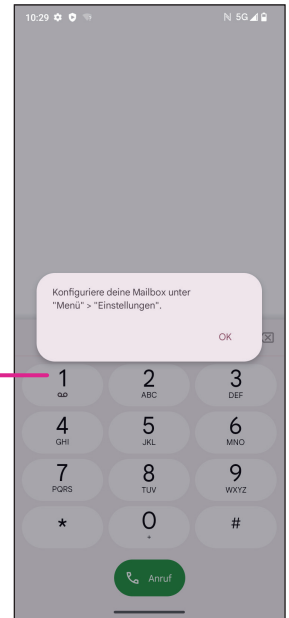 10:29
N 5G
Konfiguriere deine Mailbox unter
"Menü" > "Einstellungen".
OK
1 2 3
ABC DEF
4 5 6
GHI JKL MNO
7 8 9
PQRS TUV WXYZ
* 0 #
+
Anruf